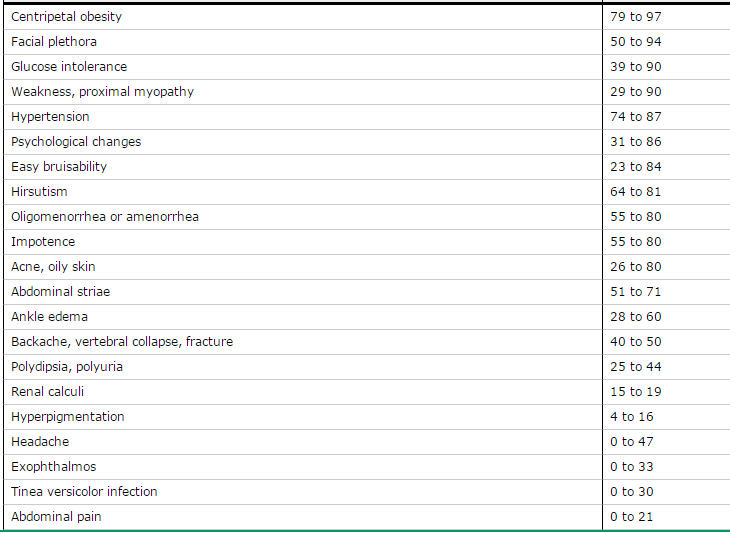 Centripetal obesity 79 to 97
Facial plethora 50 to 94
Glucose intolerance 39 to 90
Weakness, proximal myopathy 29 to 90
Hypertension 74 to 87
Psychological changes 31 to 86
Easy bruisability 23 to 84
Hirsutism 64 to 81
Oligomenorrhea or amenorrhea 55 to 80
Impotence 55 to 80
Acne, oily skin 26 to 80
Abdominal striae 51 to 71
Ankle edema 28 to 60
Backache, vertebral collapse, fracture 40 to 50
Polydipsia, polyuria 25 to 44
Renal calculi 15 to 19
Hyperpigmentation 4 to 16
Headache 0 to 47
Exophthalmos 0 to 33
Tinea versicolor infection 0 to 30
Abdominal pain 0 to 21